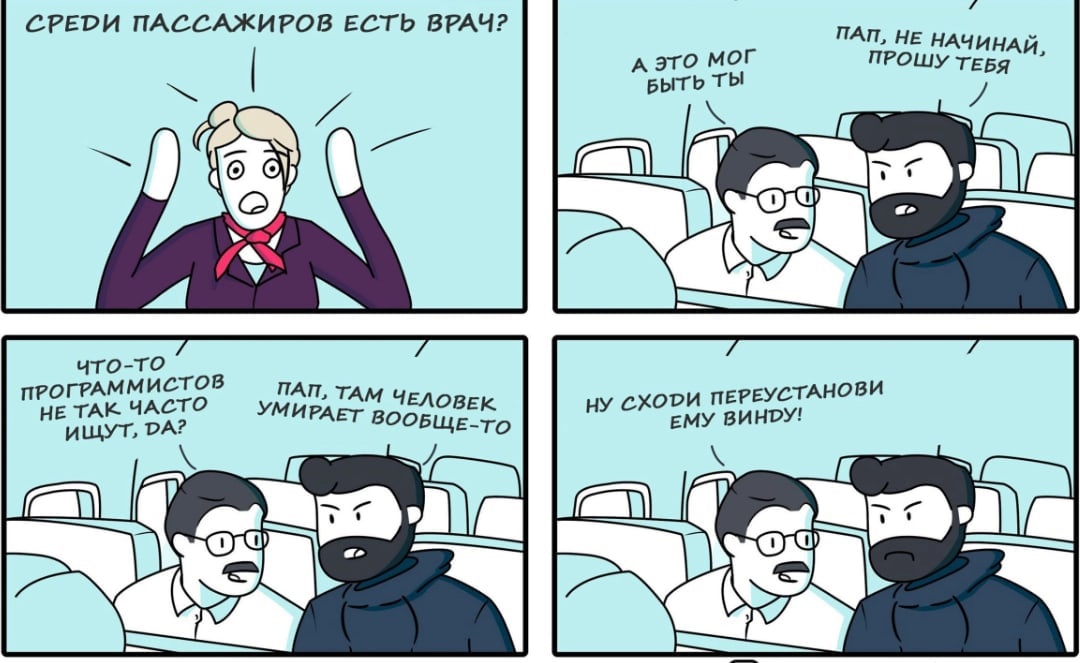 СРЕДИ ПАССАЖИРОВ ЕСТЬ ВРАЧ?
А ЭТО МОГ
БЫТЬ ТЫ
ПАП, НЕ НАЧИНАЙ,
ПРОШУ ТЕБЯ
ЧТО-ТО
ПРОГРАММИСТОВ
НЕ ТАК ЧАСТО
ИЩУТ, ДА?
ПАП, ТАМ ЧЕЛОВЕК
УМИРАЕТ ВООБЩЕ-ТО
НУ СХОДИ ПЕРЕУСТАНОВИ
ЕМУ ВИНДУ!